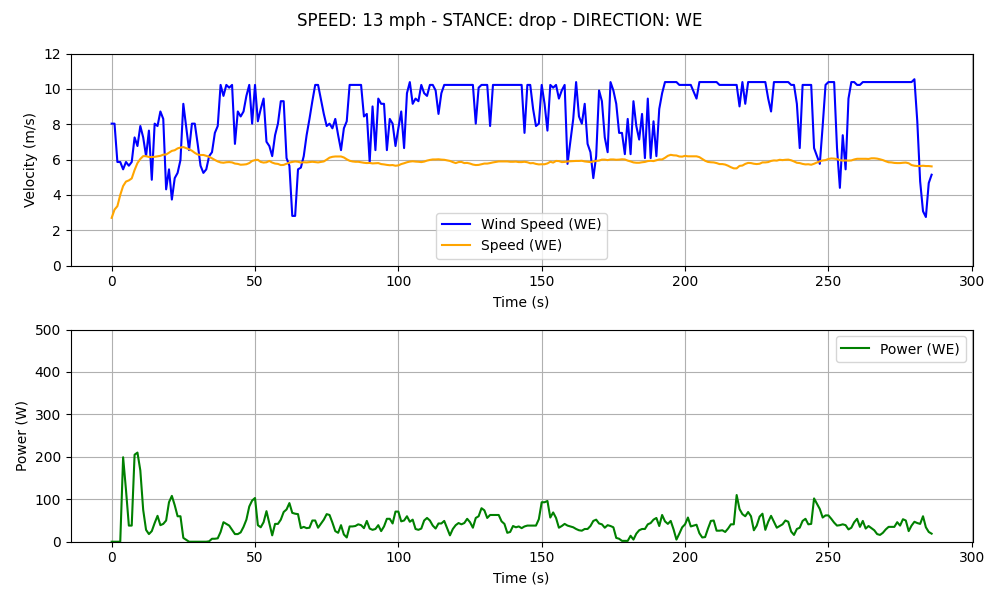 SPEED: 13 mph - STANCE: drop - DIRECTION: WE
12
10
8
6
4
2
0
Velocity (m/s)
Wind Speed (WE)
Speed (WE)
0 50 100 150 200 250 300
Time (s)
500
400
300
200
100
0
Power (W)
Power (WE)
0 50 100 150 200 250 300
Time (s)